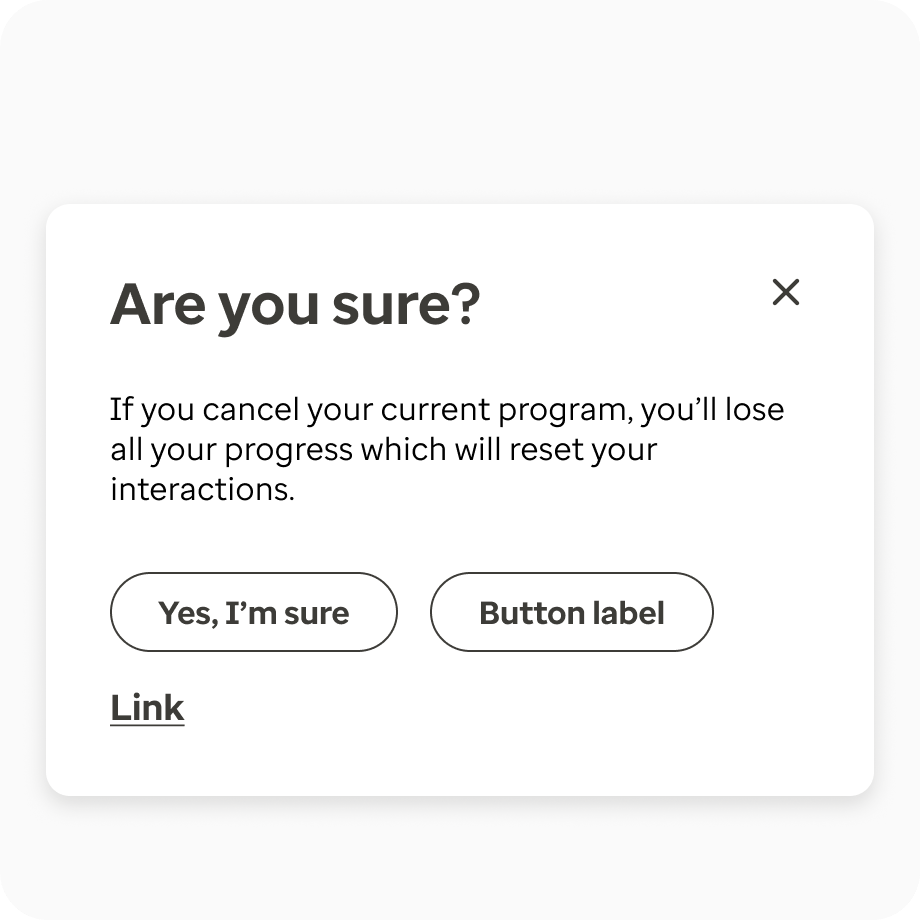 Are you sure?
If you cancel your current program, you’ll lose
all your progress which will reset your
interactions.
Yes, I’m sure
Button label
Link